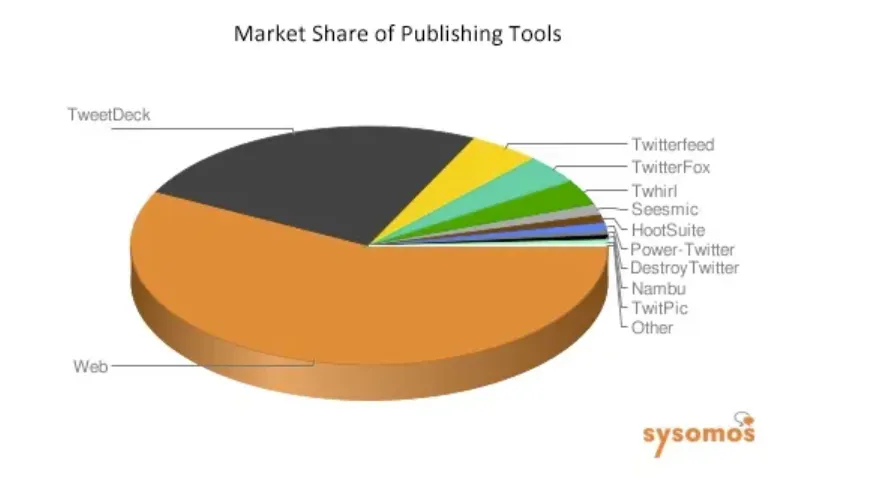 Market Share of Publishing Tools
TweetDeck
Twitterfeed
TwitterFox
Twhirl
Seesmic
HootSuite
Power-Twitter
DestroyTwitter
Nambu
TwitPic
Other
Web
sysomos